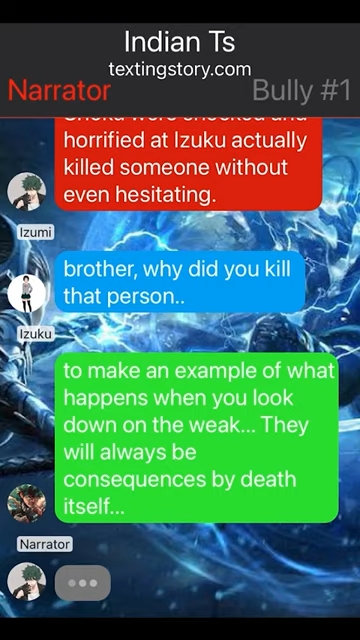 Indian Ts
textingstory.com
Narrator Bully #1
horrified at Izuku actually
killed someone without
even hesitating.
Izumi
brother, why did you kill
that person..
Izuku
to make an example of what
happens when you look
down on the weak... They
will always be
consequences by death
itself...
Narrator